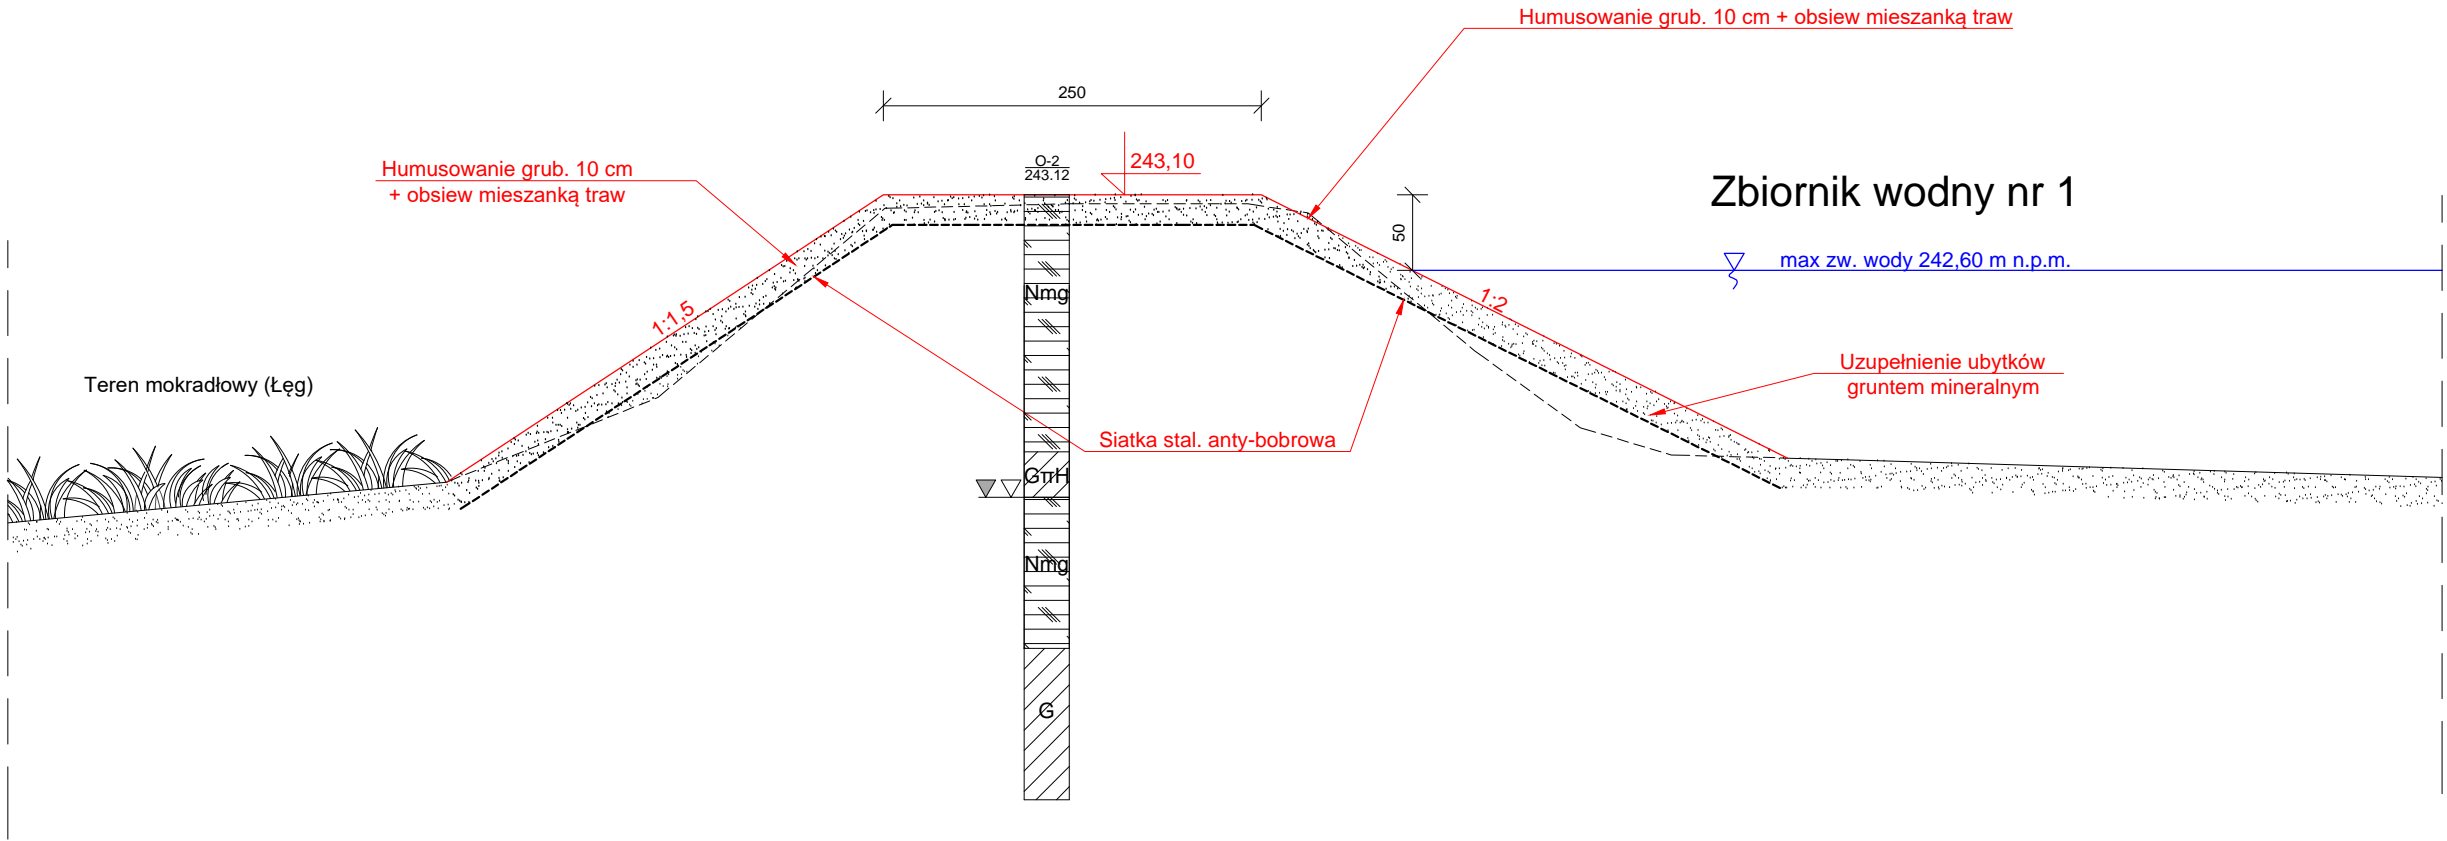 Humusowanie grub. 10 cm + obsiew mieszanką traw
250
Humusowanie grub. 10 cm
+ obsiew mieszanką traw
O-2
243.12
243,10
Zbiornik wodny nr 1
50
max zw. wody 242,60 m n.p.m.
Nmg
1:1,5
1:2
Teren mokradłowy (Łęg)
Uzupełnienie ubytków
gruntem mineralnym
Siatka stal. anty-bobrowa
GπH
Nmg
G